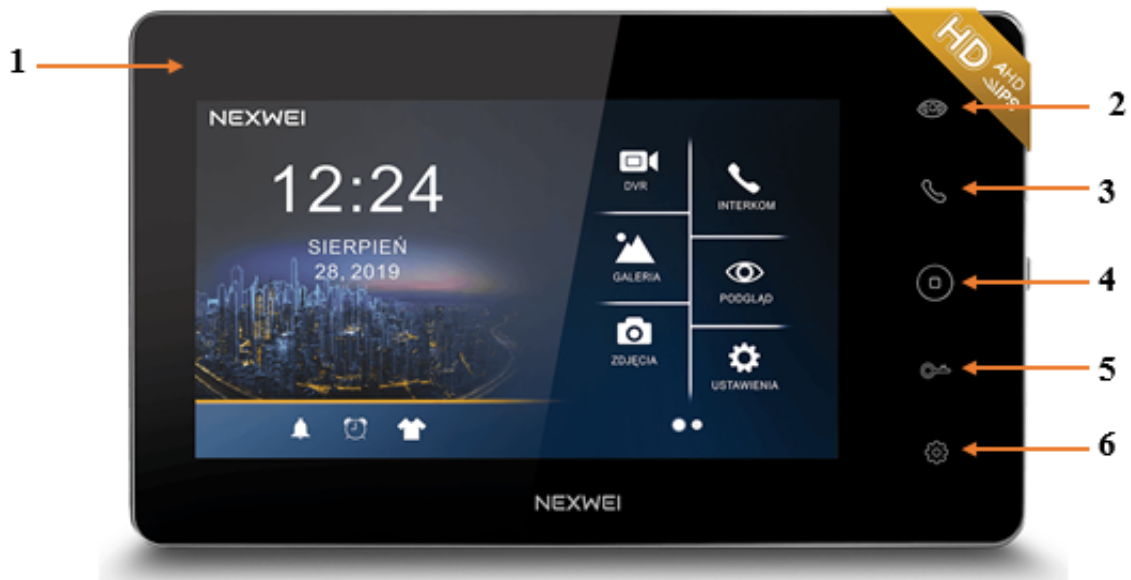 1
HD
AHD
IPS
2
NEXWEI
12:24
SIERPIEŃ
28, 2019
DVR
INTERKOM
GALERIA
PODGLĄD
ZDJĘCIA
USTAWIENIA
3
4
5
6
NEXWEI